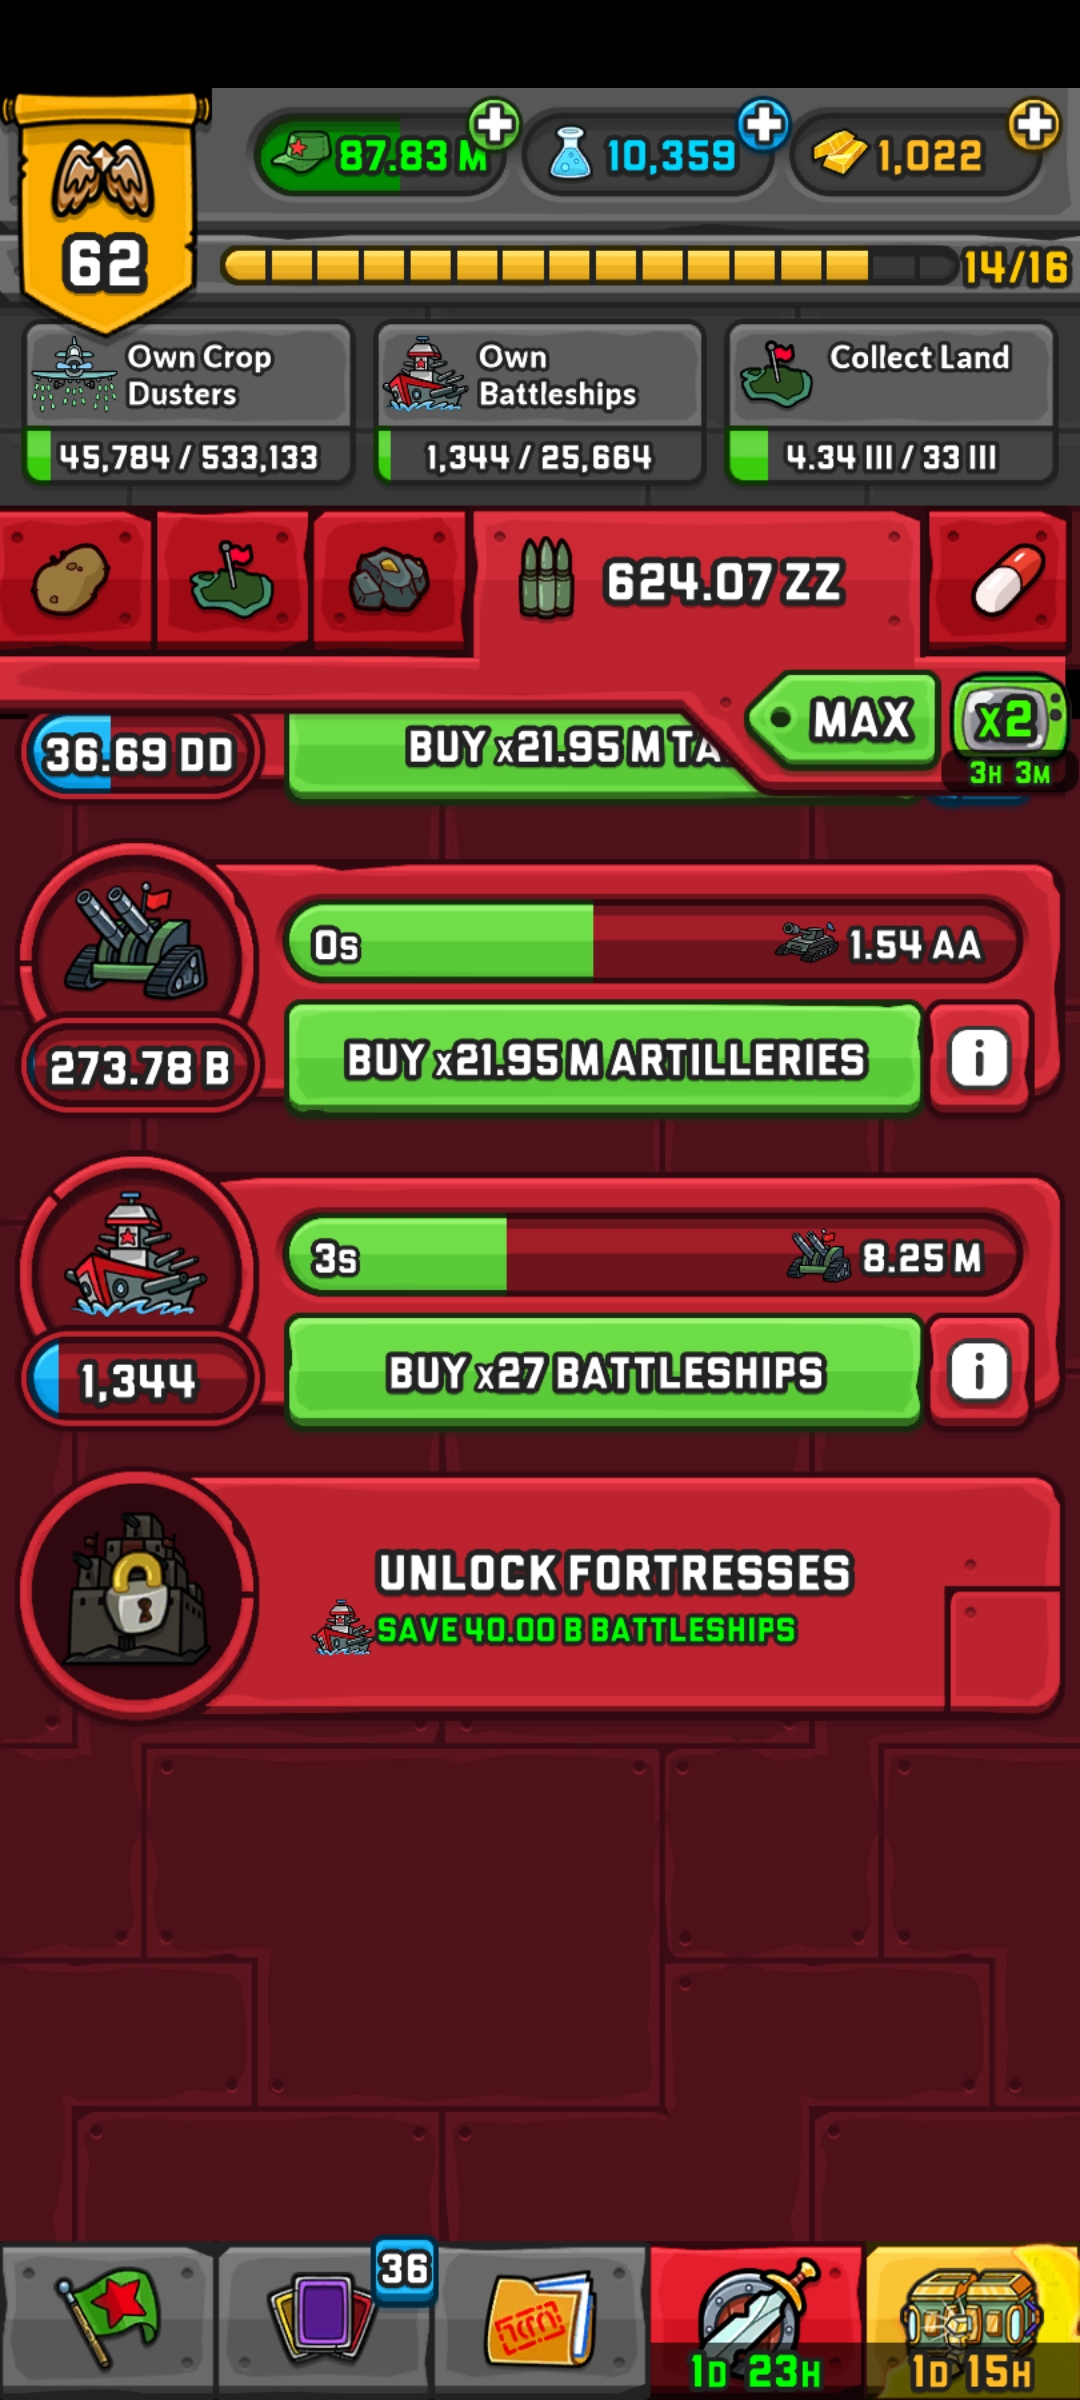 87.83 M
10,359
1,022
62
14/16
Own Crop
Dusters
45,784 / 533,133
Own
Battleships
1,344 / 25,664
Collect Land
4.34 III / 33 III
624.07 ZZ
MAX
x2
3H 3M
36.69 DD
BUY x21.95 M TA
0s
1.54 AA
273.78 B
BUY x21.95 M ARTILLERIES
i
3s
8.25 M
1,344
BUY x27 BATTLESHIPS
i
UNLOCK FORTRESSES
SAVE 40.00 B BATTLESHIPS
36
1D 23H
1D 15H